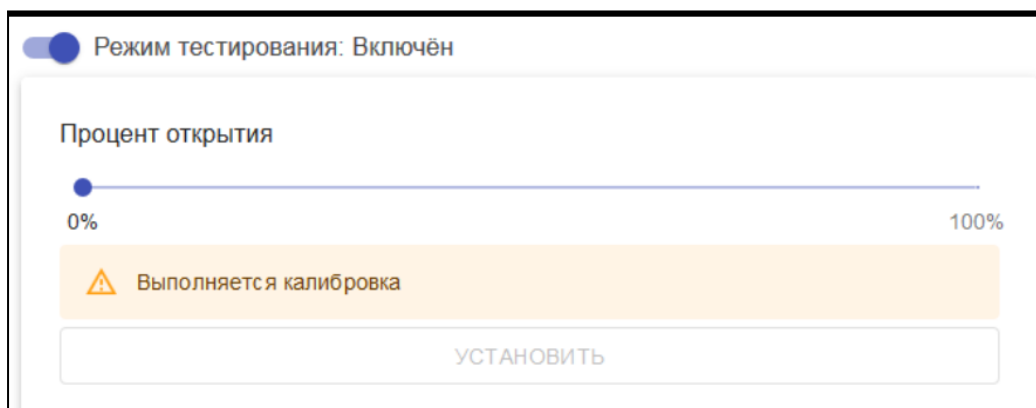 Режим тестирования: Включён
Процент открытия
0% 100%
Выполняется калибровка
УСТАНОВИТЬ